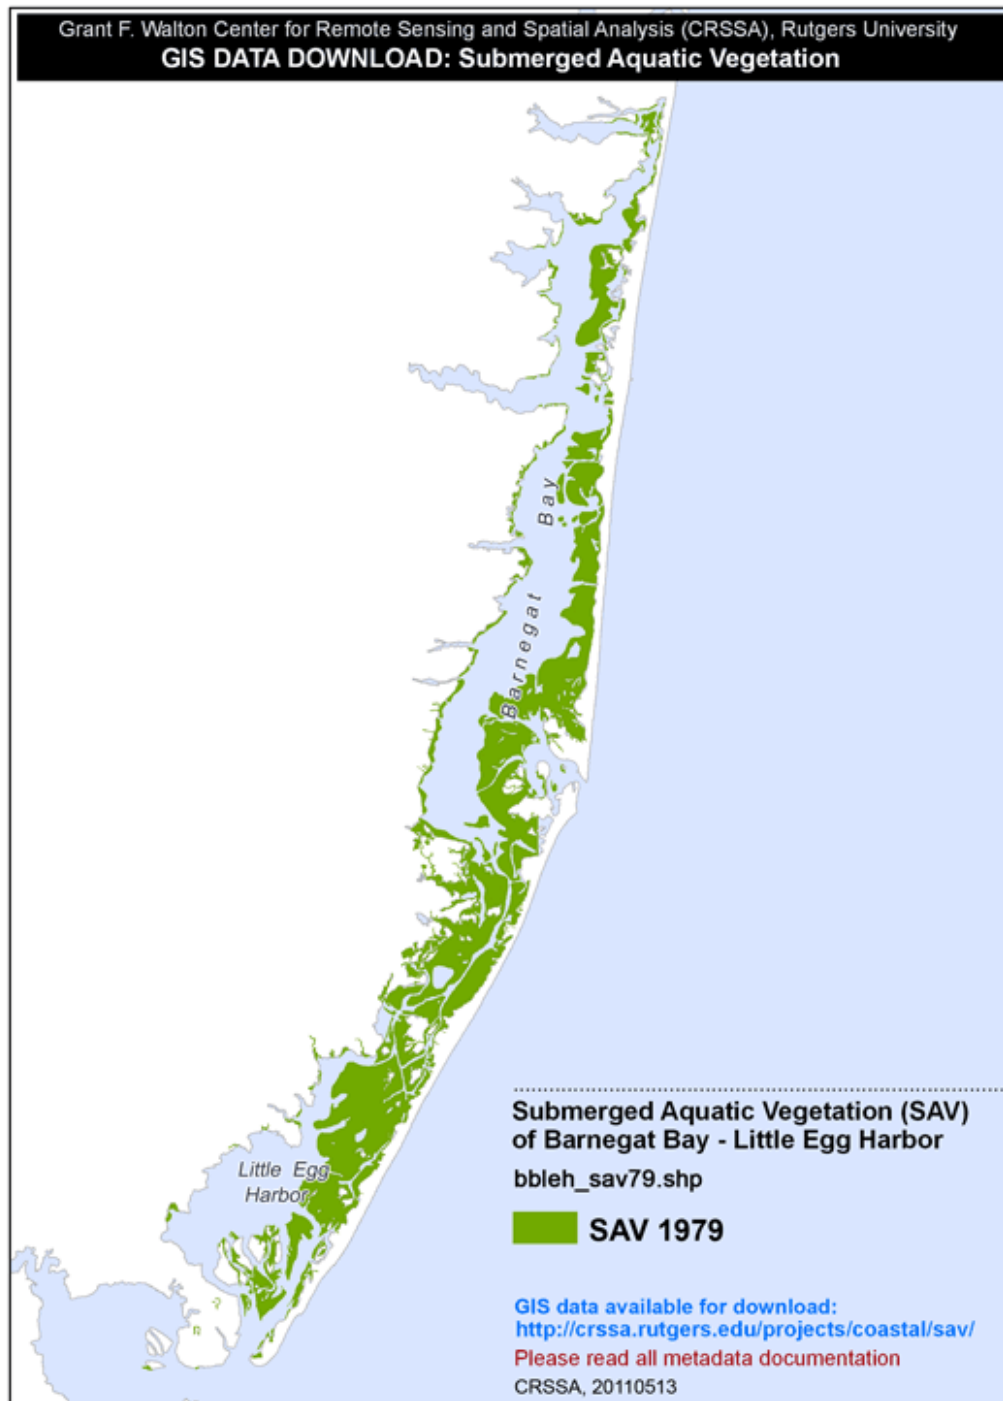 Grant F. Walton Center for Remote Sensing and Spatial Analysis (CRSSA), Rutgers University
GIS DATA DOWNLOAD: Submerged Aquatic Vegetation
Barnegat Bay
Little Egg
Harbor
Submerged Aquatic Vegetation (SAV)
of Barnegat Bay - Little Egg Harbor
bbleh_sav79.shp
SAV 1979
GIS data available for download:
http://crssa.rutgers.edu/projects/coastal/sav/
Please read all metadata documentation
CRSSA, 20110513